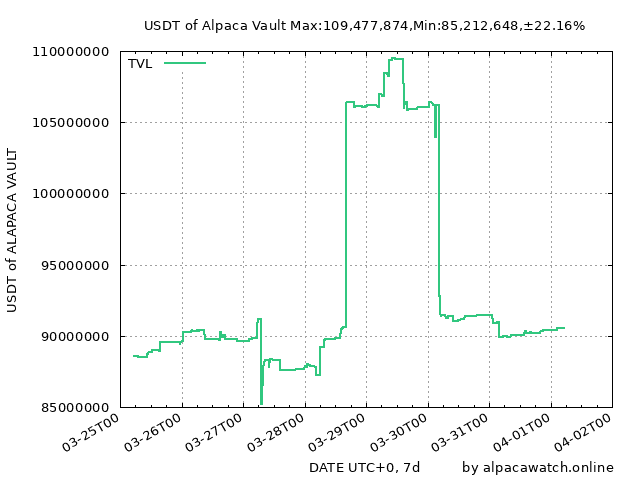 USDT of Alpaca Vault Max:109,477,874,Min:85,212,648,±22.16%
TVL
110000000
105000000
100000000
95000000
90000000
85000000
USDT of ALAPACA VAULT
03-25T00
03-26T00
03-27T00
03-28T00
03-29T00
03-30T00
03-31T00
04-01T00
04-02T00
DATE UTC+0, 7d
by alpacawatch.online